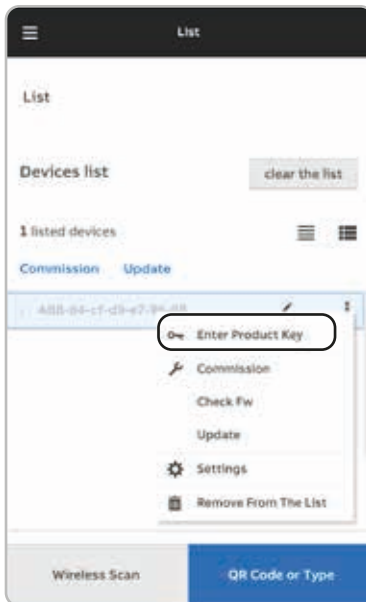 List
List
Devices list
clear the list
1 listed devices
Commission Update
Enter Product Key
Commission
Check Fw
Update
Settings
Remove From The List
Wireless Scan
QR Code or Type